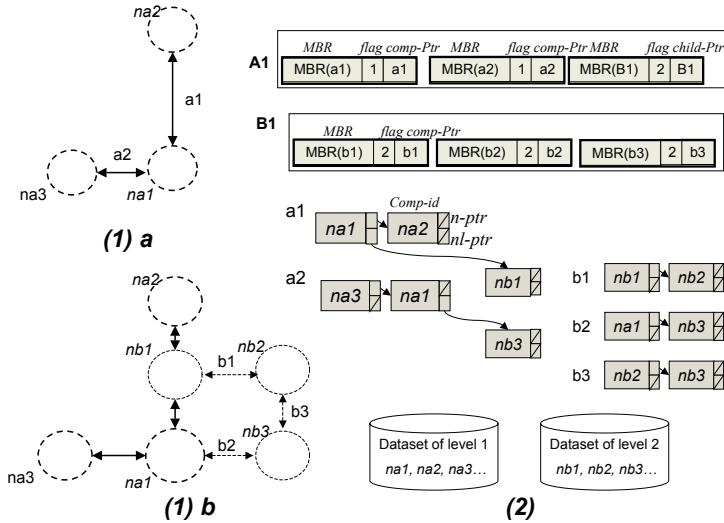 na2
a1
a2
na3
na1
(1) a
na2
nb1
b1
nb2
b3
b2
nb3
na3
na1
(1) b
MBR flag comp-Ptr MBR flag comp-Ptr MBR flag child-Ptr
A1
MBR(a1) 1 a1 MBR(a2) 1 a2 MBR(B1) 2 B1
B1
MBR flag comp-Ptr
MBR(b1) 2 b1 MBR(b2) 2 b2 MBR(b3) 2 b3
Comp-id
a1
na1 na2 n-ptr
nl-ptr
nb1
a2
na3 na1
nb3
b1 nb1 nb2
b2 na1 nb3
b3 nb2 nb3
Dataset of level 1
na1, na2, na3...
Dataset of level 2
nb1, nb2, nb3...
(2)